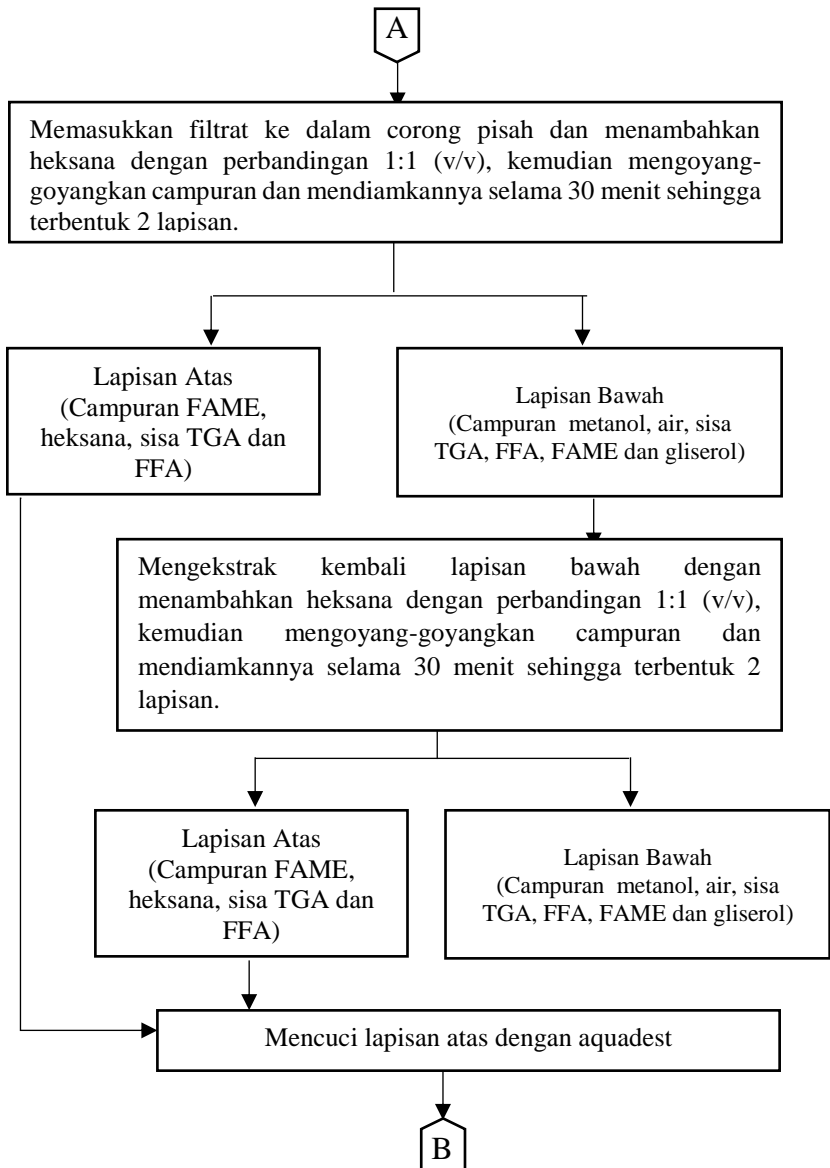 A
Memasukkan filtrat ke dalam corong pisah dan menambahkan
heksana dengan perbandingan 1:1 (v/v), kemudian mengoyang-
goyangkan campuran dan mendiamkannya selama 30 menit sehingga
terbentuk 2 lapisan.
Lapisan Atas
(Campuran FAME,
heksana, sisa TGA dan
FFA)
Lapisan Bawah
(Campuran metanol, air, sisa
TGA, FFA, FAME dan gliserol)
Mengekstrak kembali lapisan bawah dengan
menambahkan heksana dengan perbandingan 1:1 (v/v),
kemudian mengoyang-goyangkan campuran dan
mendiamkannya selama 30 menit sehingga terbentuk 2
lapisan.
Lapisan Atas
(Campuran FAME,
heksana, sisa TGA dan
FFA)
Lapisan Bawah
(Campuran metanol, air, sisa
TGA, FFA, FAME dan gliserol)
Mencuci lapisan atas dengan aquadest
B